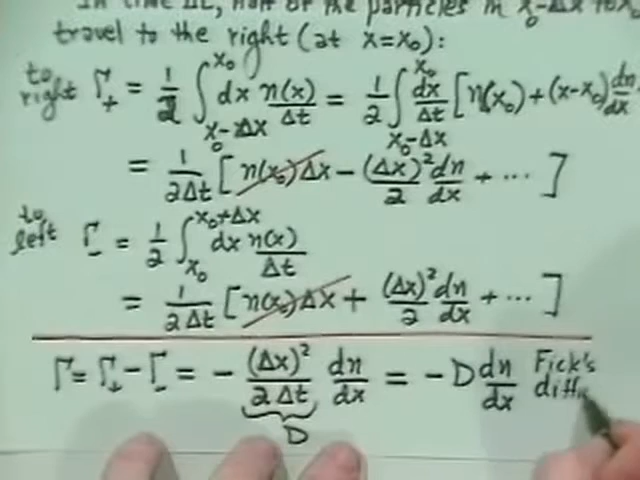 In time Δt, half of the particles in x₀-Δx to x₀
travel to the right (at x=x₀):
to right Γ₊ = 1/2 ∫_{x₀-Δx}^{x₀} dx n(x)/Δt = 1/2 ∫_{x₀-Δx}^{x₀} dx/Δt [n(x₀)+(x-x₀)dn/dx
= 1/(2Δt) [n(x₀)Δx - (Δx)²/2 dn/dx + ⋯]
to left Γ₋ = 1/2 ∫_{x₀}^{x₀+Δx} dx n(x)/Δt
= 1/(2Δt) [n(x₀)Δx + (Δx)²/2 dn/dx + ⋯]
Γ = Γ₊ - Γ₋ = - (Δx)²/(2Δt) dn/dx = -D dn/dx Fick's
diff
D